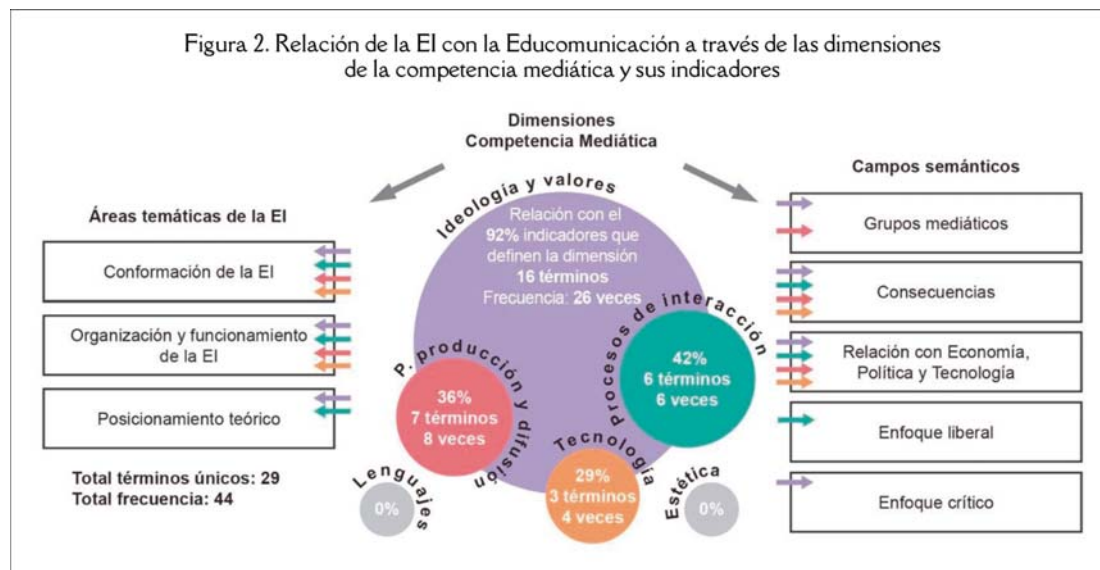 Figura 2. Relación de la EI con la Educomunicación a través de las dimensiones
de la competencia mediática y sus indicadores
Dimensiones
Competencia Mediática
Áreas temáticas de la EI
Conformación de la EI
Organización y funcionamiento
de la EI
Posicionamiento teórico
Total términos únicos: 29
Total frecuencia: 44
Ideología y valores
Relación con el
92% indicadores que
definen la dimensión
16 términos
Frecuencia: 26 veces
P. producción y difusión
36%
7 términos
8 veces
Procesos de interacción
42%
6 términos
6 veces
Lenguajes
0%
Tecnología
29%
3 términos
4 veces
Estética
0%
Campos semánticos
Grupos mediáticos
Consecuencias
Relación con Economía,
Política y Tecnología
Enfoque liberal
Enfoque crítico